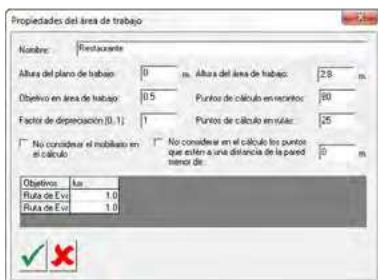 Propiedades del área de trabajo
Nombre: Restaurante
Altura del plano de trabajo: 0 m. Altura del área de trabajo: 2.8 m.
Objetivo en área de trabajo: 0.5 Puntos de cálculo en recintos: 80
Factor de depreciación [0..1]: 1 Puntos de cálculo en rutas: 25
No considerar el mobiliario en el cálculo
No considerar en el cálculo los puntos que estén a una distancia de la pared menor de: 0 m
Objetivos lux
Ruta de Eva 1.0
Ruta de Eva 1.0